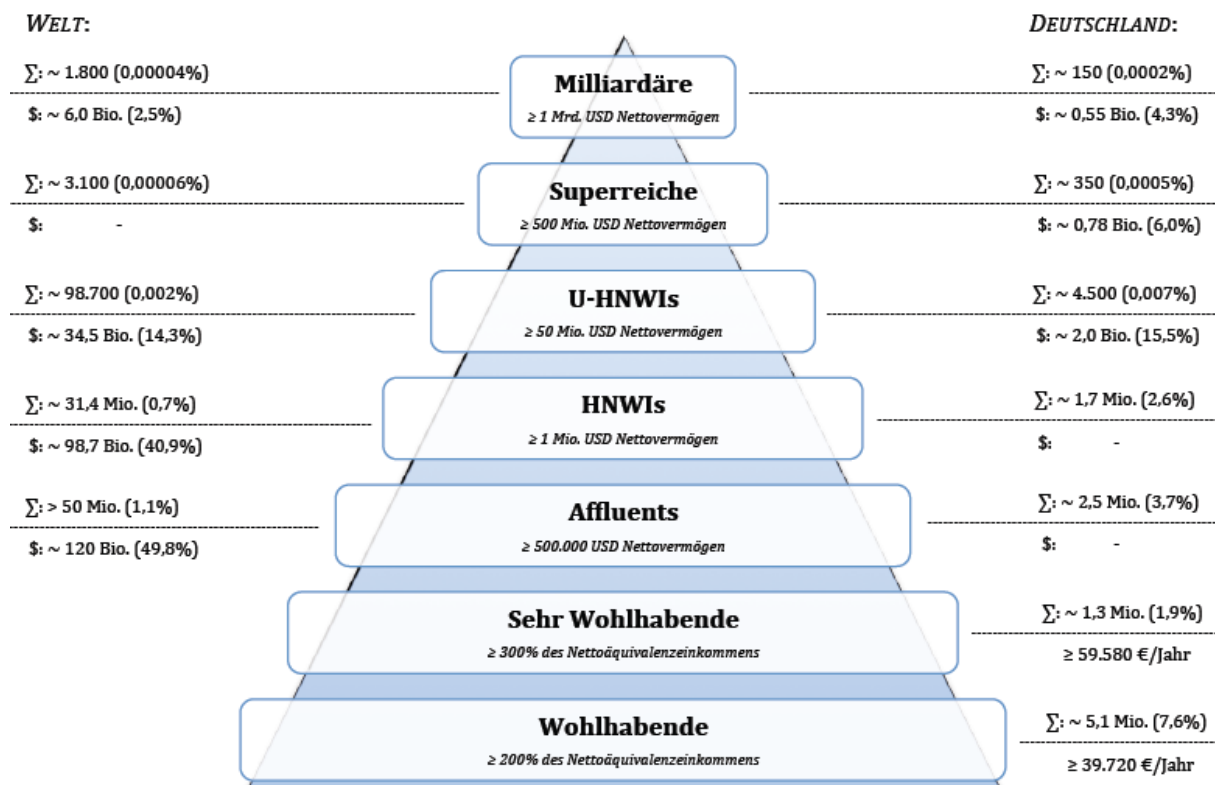 WELT:
DEUTSCHLAND:
∑: ~ 1.800 (0,00004%)
$: ~ 6,0 Bio. (2,5%)
Milliardäre
≥ 1 Mrd. USD Nettovermögen
∑: ~ 150 (0,0002%)
$: ~ 0,55 Bio. (4,3%)
∑: ~ 3.100 (0,00006%)
$: -
Superreiche
≥ 500 Mio. USD Nettovermögen
∑: ~ 350 (0,0005%)
$: ~ 0,78 Bio. (6,0%)
∑: ~ 98.700 (0,002%)
$: ~ 34,5 Bio. (14,3%)
U-HNWIs
≥ 50 Mio. USD Nettovermögen
∑: ~ 4.500 (0,007%)
$: ~ 2,0 Bio. (15,5%)
∑: ~ 31,4 Mio. (0,7%)
$: ~ 98,7 Bio. (40,9%)
HNWIs
≥ 1 Mio. USD Nettovermögen
∑: ~ 1,7 Mio. (2,6%)
$: -
∑: > 50 Mio. (1,1%)
$: ~ 120 Bio. (49,8%)
Affluents
≥ 500.000 USD Nettovermögen
∑: ~ 2,5 Mio. (3,7%)
$: -
Sehr Wohlhabende
≥ 300% des Nettoäquivalenzeinkommens
∑: ~ 1,3 Mio. (1,9%)
≥ 59.580 €/Jahr
Wohlhabende
≥ 200% des Nettoäquivalenzeinkommens
∑: ~ 5,1 Mio. (7,6%)
≥ 39.720 €/Jahr